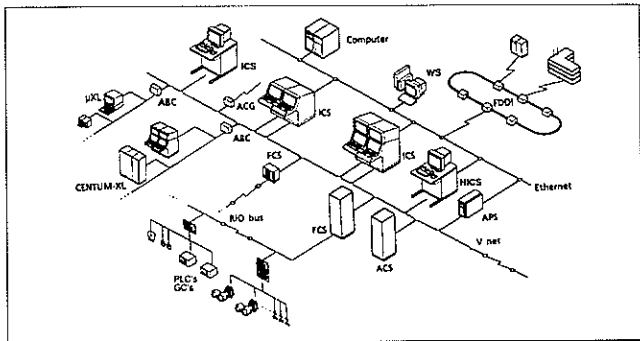 Computer
ICS
WS
μXL
ABC
ACG
ICS
FDDI
ABC
ICS
CENTUM-XL
FCS
HICS
Ethernet
RIO bus
APS
FCS
V net
ACS
PLC's
GC's